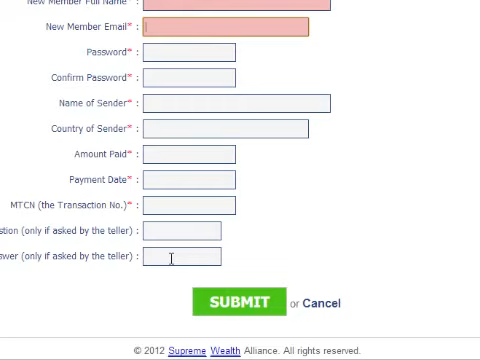 New Member Full Name* :
New Member Email* :
Password* :
Confirm Password* :
Name of Sender* :
Country of Sender* :
Amount Paid* :
Payment Date* :
MTCN (the Transaction No.)* :
stion (only if asked by the teller) :
swer (only if asked by the teller) :
SUBMIT or Cancel
© 2012 Supreme Wealth Alliance. All rights reserved.